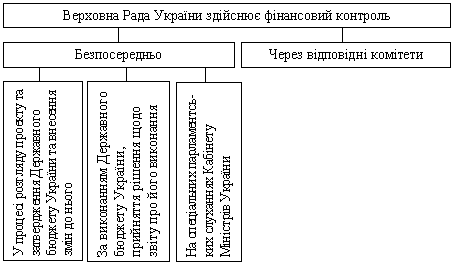 Верховна Рада України здійснює фінансовий контроль
Безпосередньо
Через відповідні комітети
У процесі розгляду проекту та
затвердження Державного
бюджету України та внесення
змін до нього
За виконанням Державного
бюджету України,
прийняття рішення щодо
звіту про його виконання
На спеціальних парламентсь-
ких слуханнях Кабінету
Міністрів України